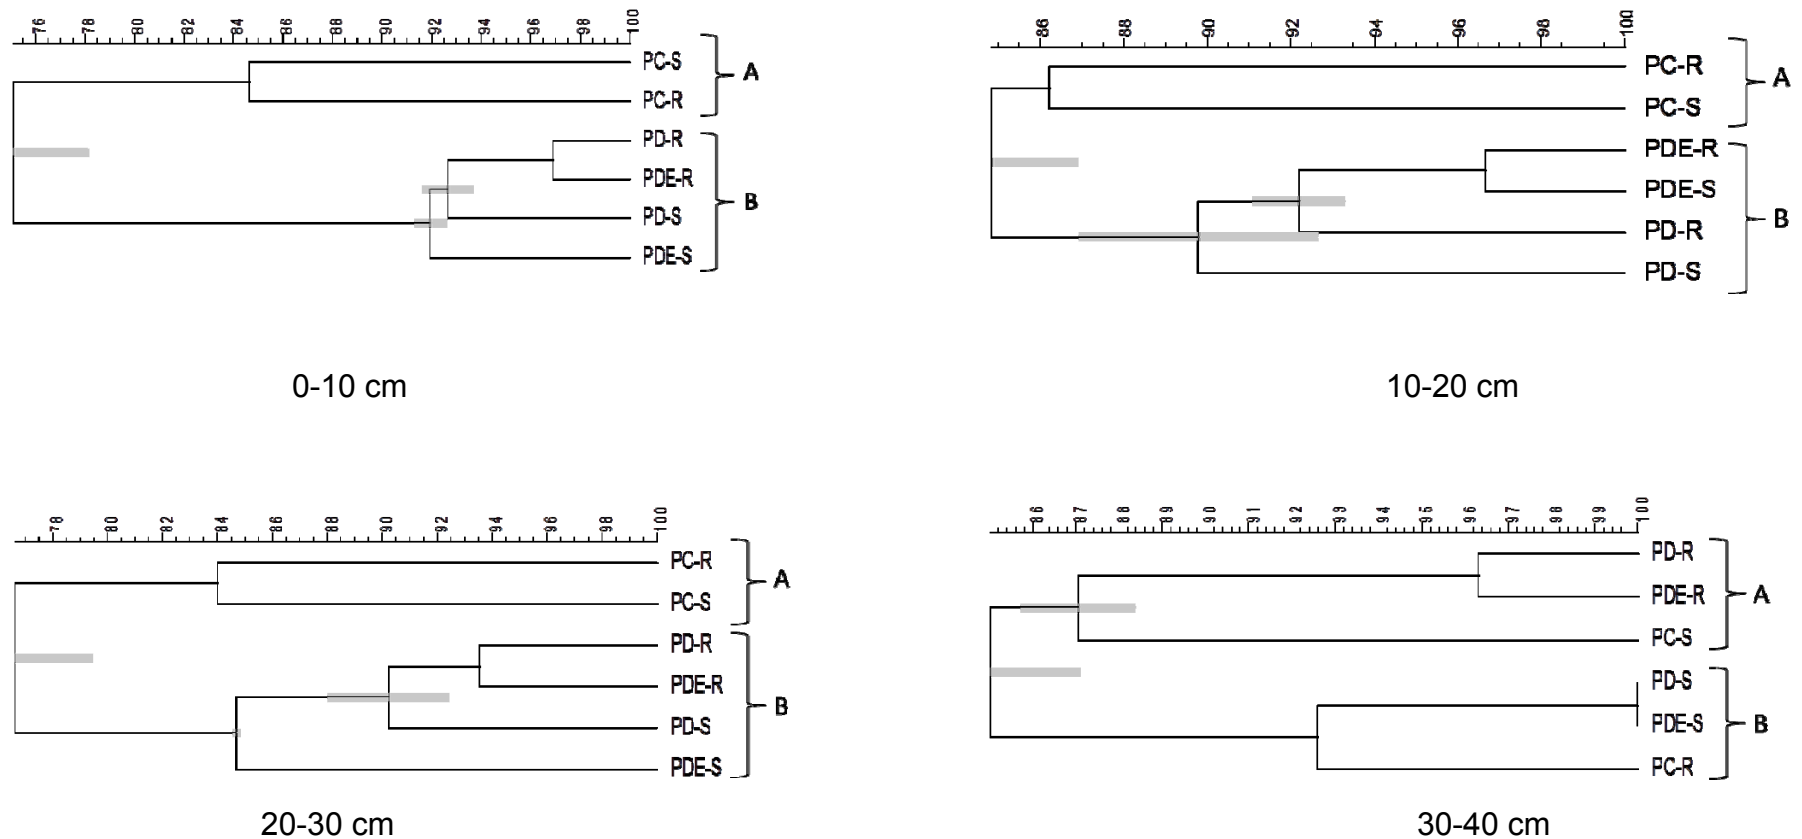 76 78 80 82 84 86 88 90 92 94 96 98 100
PC-S
PC-R
A
PD-R
PDE-R
PD-S
PDE-S
B
0-10 cm
86 88 90 92 94 96 98 100
PC-R
PC-S
A
PDE-R
PDE-S
PD-R
PD-S
B
10-20 cm
78 80 82 84 86 88 90 92 94 96 98 100
PC-R
PC-S
A
PD-R
PDE-R
PD-S
PDE-S
B
20-30 cm
86 87 88 89 90 91 92 93 94 95 96 97 98 99 100
PD-R
PDE-R
PC-S
A
PD-S
PDE-S
PC-R
B
30-40 cm